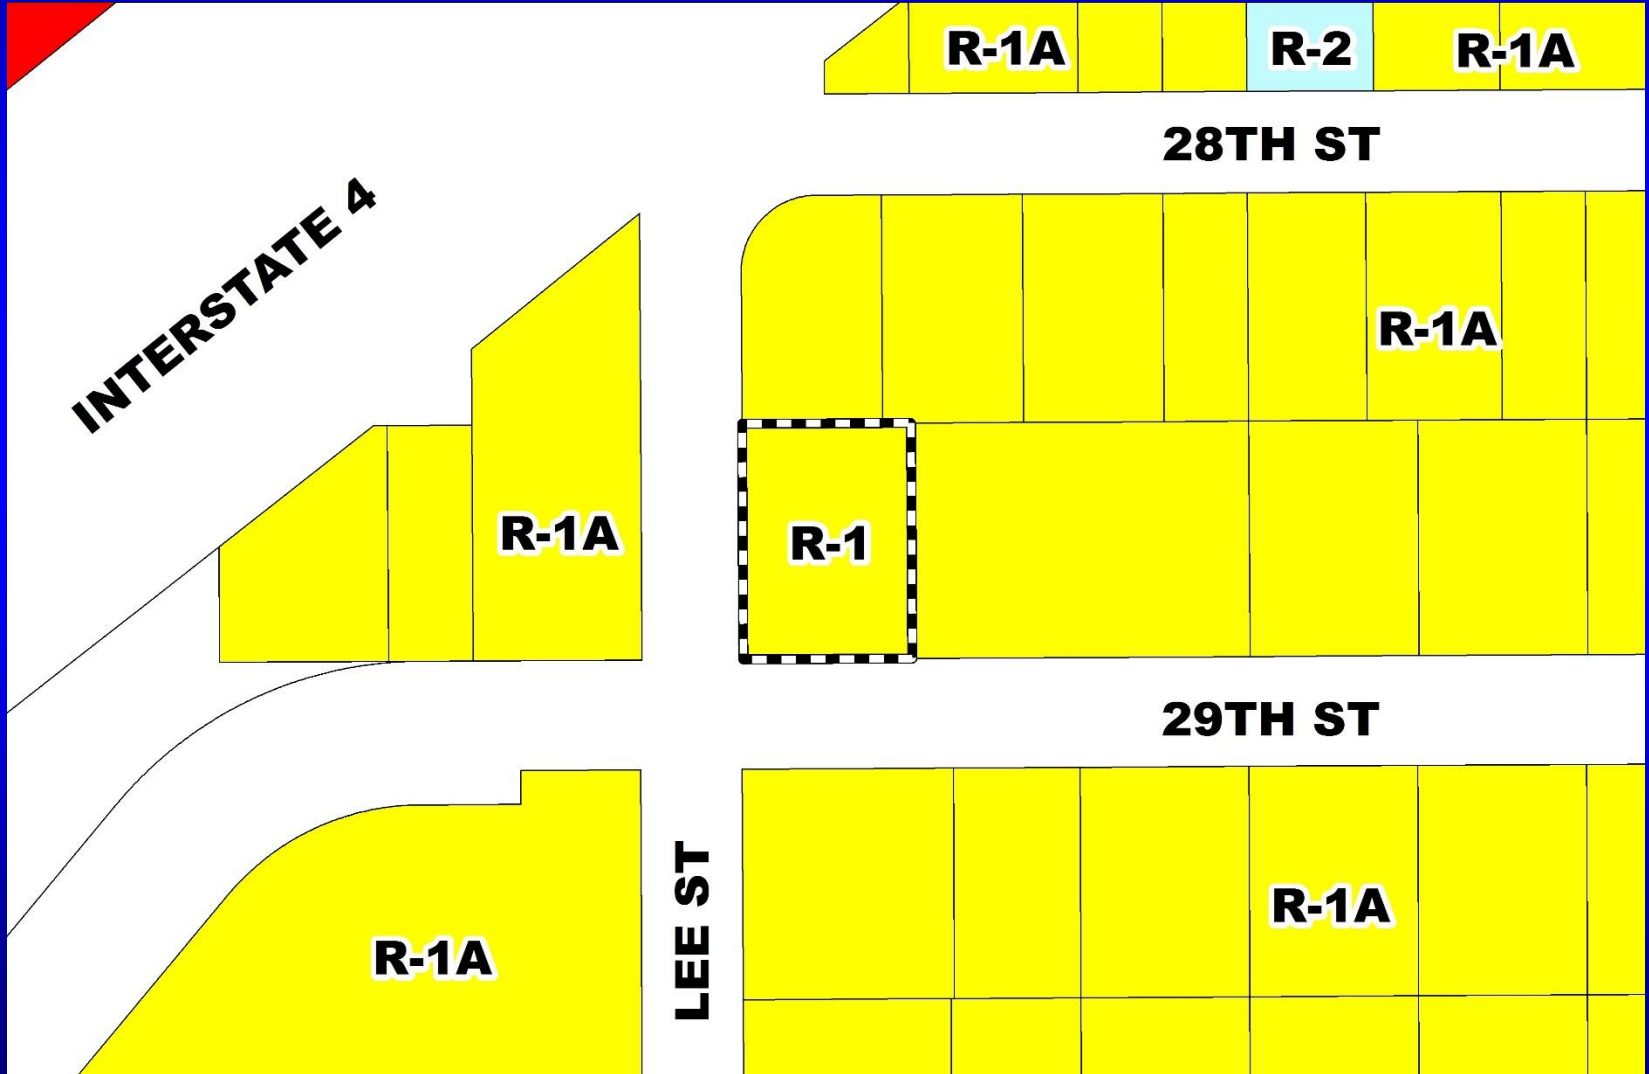 R-1A
R-2
R-1A
28TH ST
INTERSTATE 4
R-1A
R-1A
R-1
29TH ST
LEE ST
R-1A
R-1A